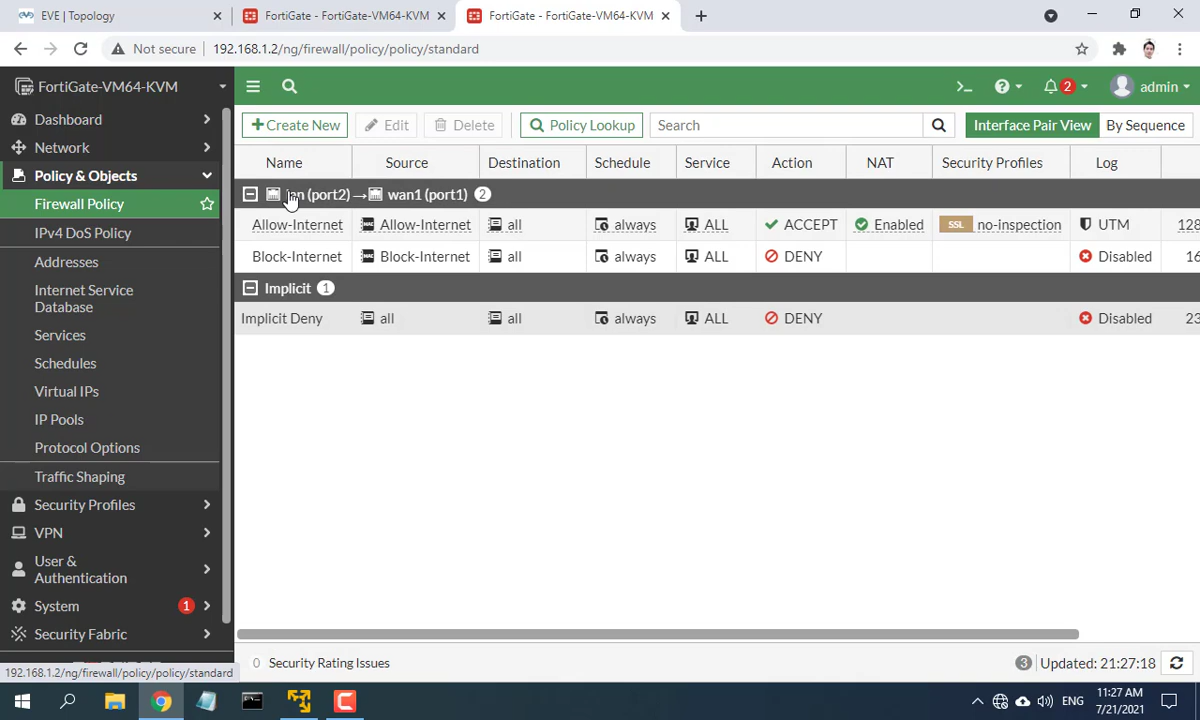 EVE | Topology
FortiGate - FortiGate-VM64-KVM
FortiGate - FortiGate-VM64-KVM
Not secure
192.168.1.2/ng/firewall/policy/policy/standard
FortiGate-VM64-KVM
2
admin
Dashboard
Network
Policy & Objects
Firewall Policy
IPv4 DoS Policy
Addresses
Internet Service
Database
Services
Schedules
Virtual IPs
IP Pools
Protocol Options
Traffic Shaping
Security Profiles
VPN
User &
Authentication
System 1
Security Fabric
192.168.1.2/ng/firewall/policy/policy/standard
+ Create New Edit Delete Policy Lookup Search Interface Pair View By Sequence
Name Source Destination Schedule Service Action NAT Security Profiles Log
(port2) → wan1 (port1) 2
Allow-Internet Allow-Internet all always ALL ACCEPT Enabled SSL no-inspection UTM 128
Block-Internet Block-Internet all always ALL DENY Disabled 16
Implicit 1
Implicit Deny all all always ALL DENY Disabled 23
0 Security Rating Issues
3 Updated: 21:27:18
ENG
11:27 AM
7/21/2021